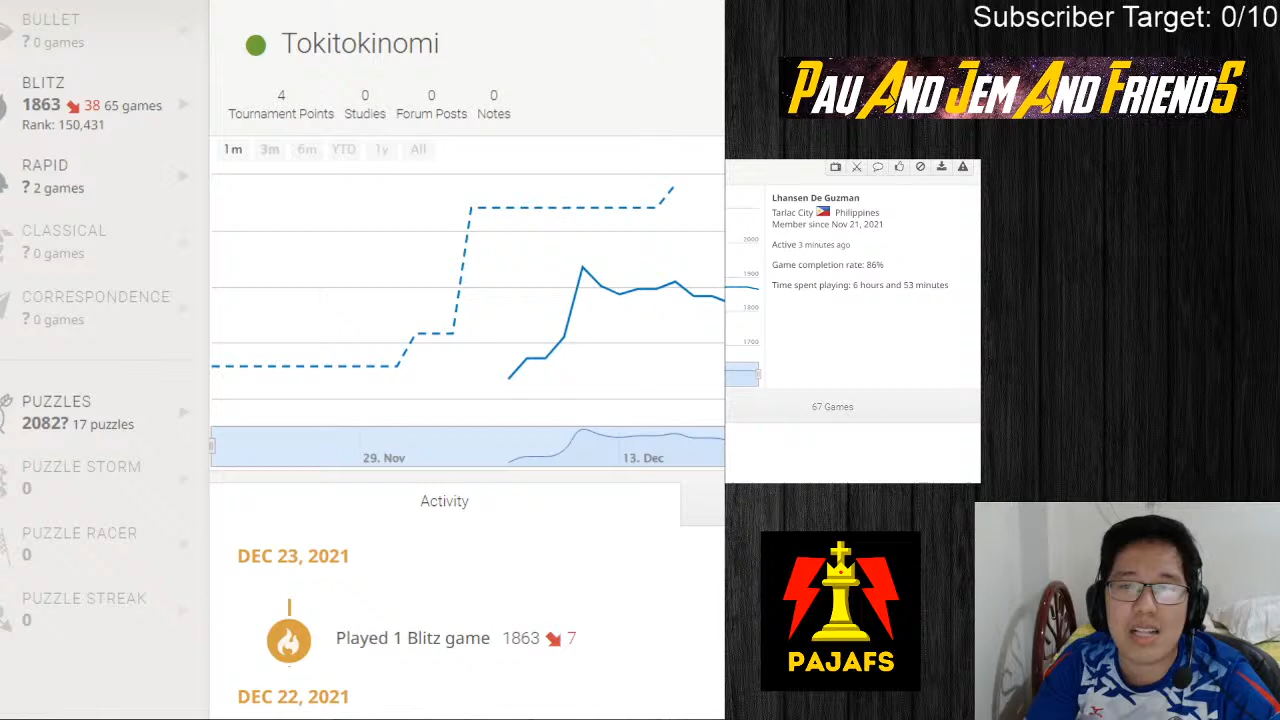 BULLET
? 0 games
BLITZ
1863 38 65 games
Rank: 150,431
RAPID
? 2 games
CLASSICAL
? 0 games
CORRESPONDENCE
? 0 games
PUZZLES
2082? 17 puzzles
PUZZLE STORM
0
PUZZLE RACER
0
PUZZLE STREAK
0
Tokitokinomi
4 0 0 0
Tournament Points Studies Forum Posts Notes
1m 3m 6m YTD 1y All
29. Nov 13. Dec
Activity
DEC 23, 2021
Played 1 Blitz game 1863 7
DEC 22, 2021
Subscriber Target: 0/10
PAU AND JEM AND FRIENDS
Lhansen De Guzman
Tarlac City Philippines
Member since Nov 21, 2021
Active 3 minutes ago
Game completion rate: 86%
Time spent playing: 6 hours and 53 minutes
2000
1900
1800
1700
67 Games
PAJAFS